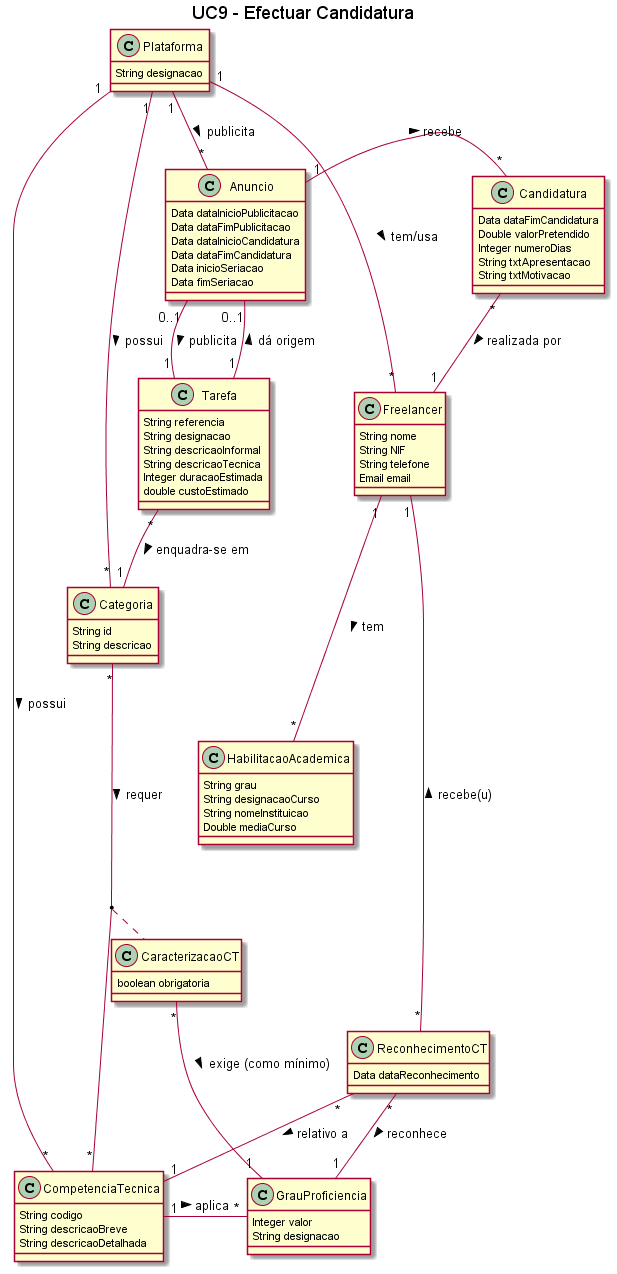 UC9 - Efectuar Candidatura
C Plataforma
String designacao
1
1
1
1
publicita
*
recebe
1
*
C Anuncio
Data dataInicioPublicitacao
Data dataFimPublicitacao
Data dataInicioCandidatura
Data dataFimCandidatura
Data inicioSeriacao
Data fimSeriacao
C Candidatura
Data dataFimCandidatura
Double valorPretendido
Integer numeroDias
String txtApresentacao
String txtMotivacao
tem/usa
0..1
0..1
*
possui
publicita
dá origem
realizada por
1
1
*
1
C Tarefa
String referencia
String designacao
String descricaoInformal
String descricaoTecnica
Integer duracaoEstimada
double custoEstimado
C Freelancer
String nome
String NIF
String telefone
Email email
*
1
1
enquadra-se em
*
1
C Categoria
String id
String descricao
tem
*
possui
*
requer
C HabilitacaoAcademica
String grau
String designacaoCurso
String nomeInstituicao
Double mediaCurso
recebe(u)
C CaracterizacaoCT
boolean obrigatoria
*
*
C ReconhecimentoCT
Data dataReconhecimento
exige (como mínimo)
*
*
relativo a
reconhece
*
*
1
1
1
C CompetenciaTecnica
String codigo
String descricaoBreve
String descricaoDetalhada
1
aplica
*
C GrauProficiencia
Integer valor
String designacao